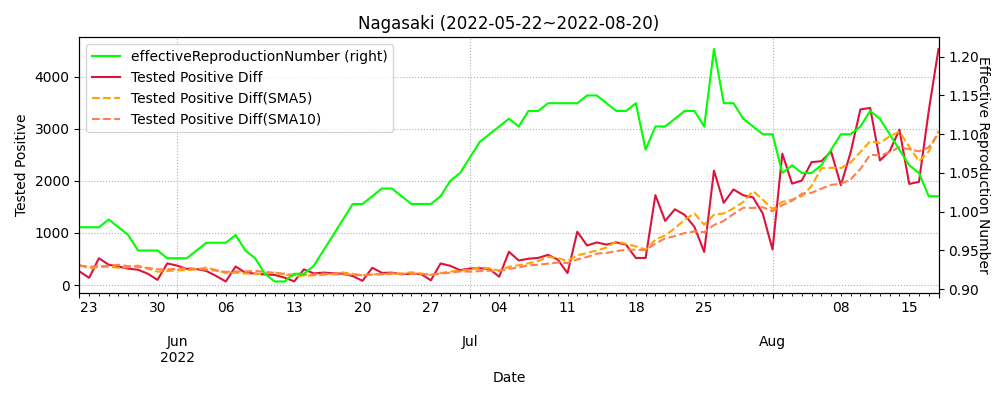 Nagasaki (2022-05-22~2022-08-20)
effectiveReproductionNumber (right)
Tested Positive Diff
Tested Positive Diff(SMA5)
Tested Positive Diff(SMA10)
Tested Positive
4000
3000
2000
1000
0
Effective Reproduction Number
1.20
1.15
1.10
1.05
1.00
0.95
0.90
23 30 06 13 20 27 04 11 18 25 08 15
Jun Jul Aug
2022
Date